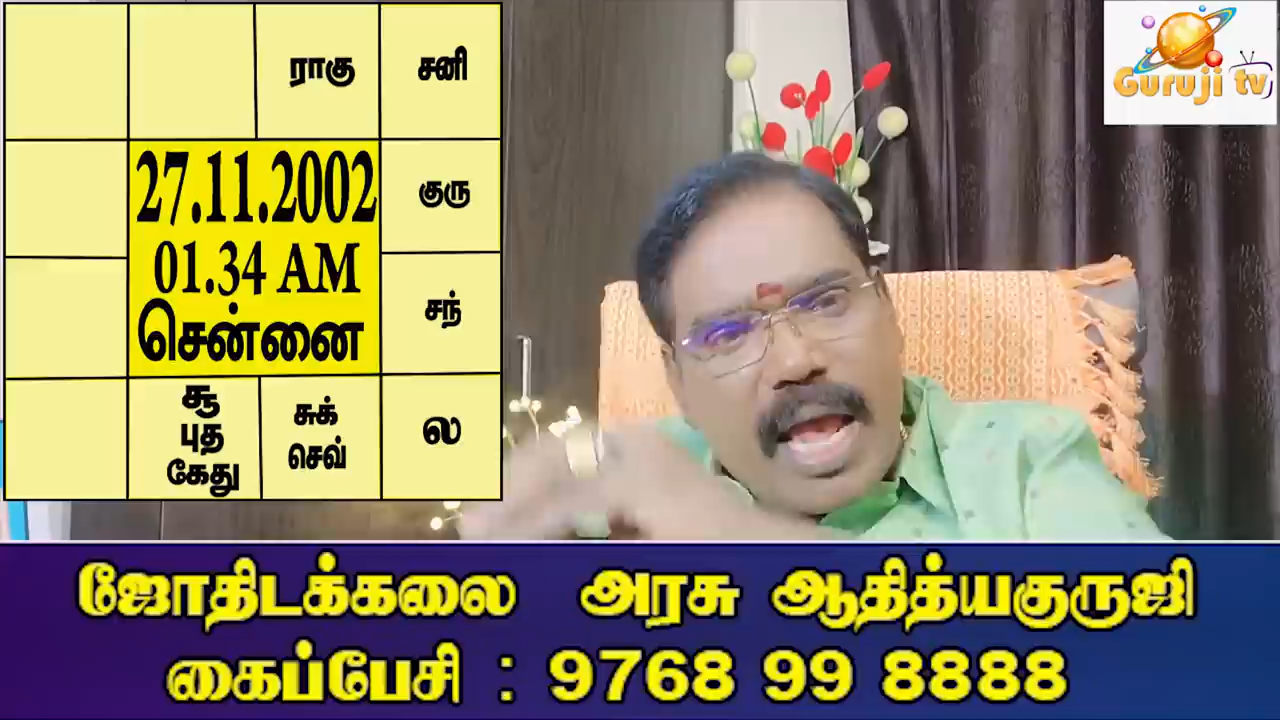 ராகு
சனி
Guruji tv
27.11.2002
01.34 AM
சென்னை
குரு
சந்
சூ
புத
கேது
சுக்
செவ்
ல
ஜோதிடக்கலை அரசு ஆதித்யகுருஜி
கைப்பேசி : 9768 99 8888